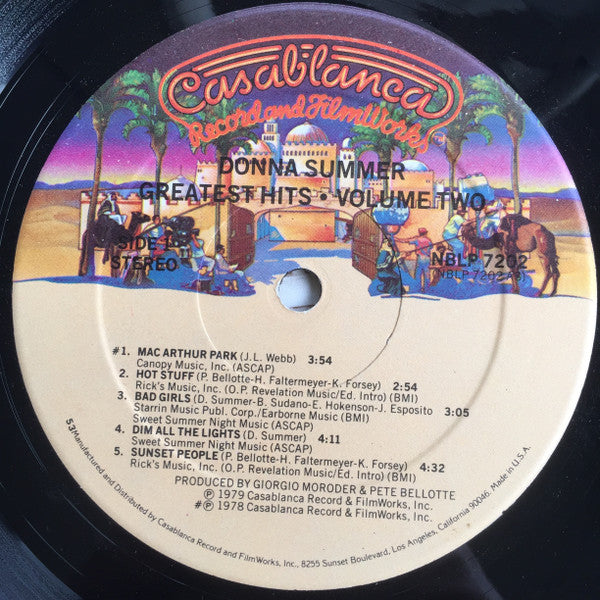 Casablanca
Record and FilmWorks
DONNA SUMMER
GREATEST HITS • VOLUME TWO
SIDE
STEREO
NBLP 7202
(NBLP 7202
#1. MAC ARTHUR PARK (J.L. Webb) 3:54
Canopy Music, Inc. (ASCAP)
2. HOT STUFF (P. Bellotte-H. Faltermeyer-K. Forsey) 2:54
Rick's Music, Inc. (O.P. Revelation Music/Ed. Intro) (BMI)
3. BAD GIRLS (D. Summer-B. Sudano-E. Hokenson-J. Esposito) 3:05
Starrin Music Publ. Corp./Earborne Music (BMI)
Sweet Summer Night Music (ASCAP)
4. DIM ALL THE LIGHTS (D. Summer) 4:11
Sweet Summer Night Music (ASCAP)
5. SUNSET PEOPLE (P. Bellotte-H. Faltermeyer-K. Forsey) 4:32
Rick's Music, Inc. (O.P. Revelation Music/Ed. Intro) (BMI)
PRODUCED BY GIORGIO MORODER & PETE BELLOTTE
℗ 1979 Casablanca Record & FilmWorks, Inc.
#℗ 1978 Casablanca Record & FilmWorks, Inc.
53 Manufactured and Distributed by Casablanca Record and FilmWorks, Inc., 8255 Sunset Boulevard, Los Angeles, California 90046. Made in U.S.A.